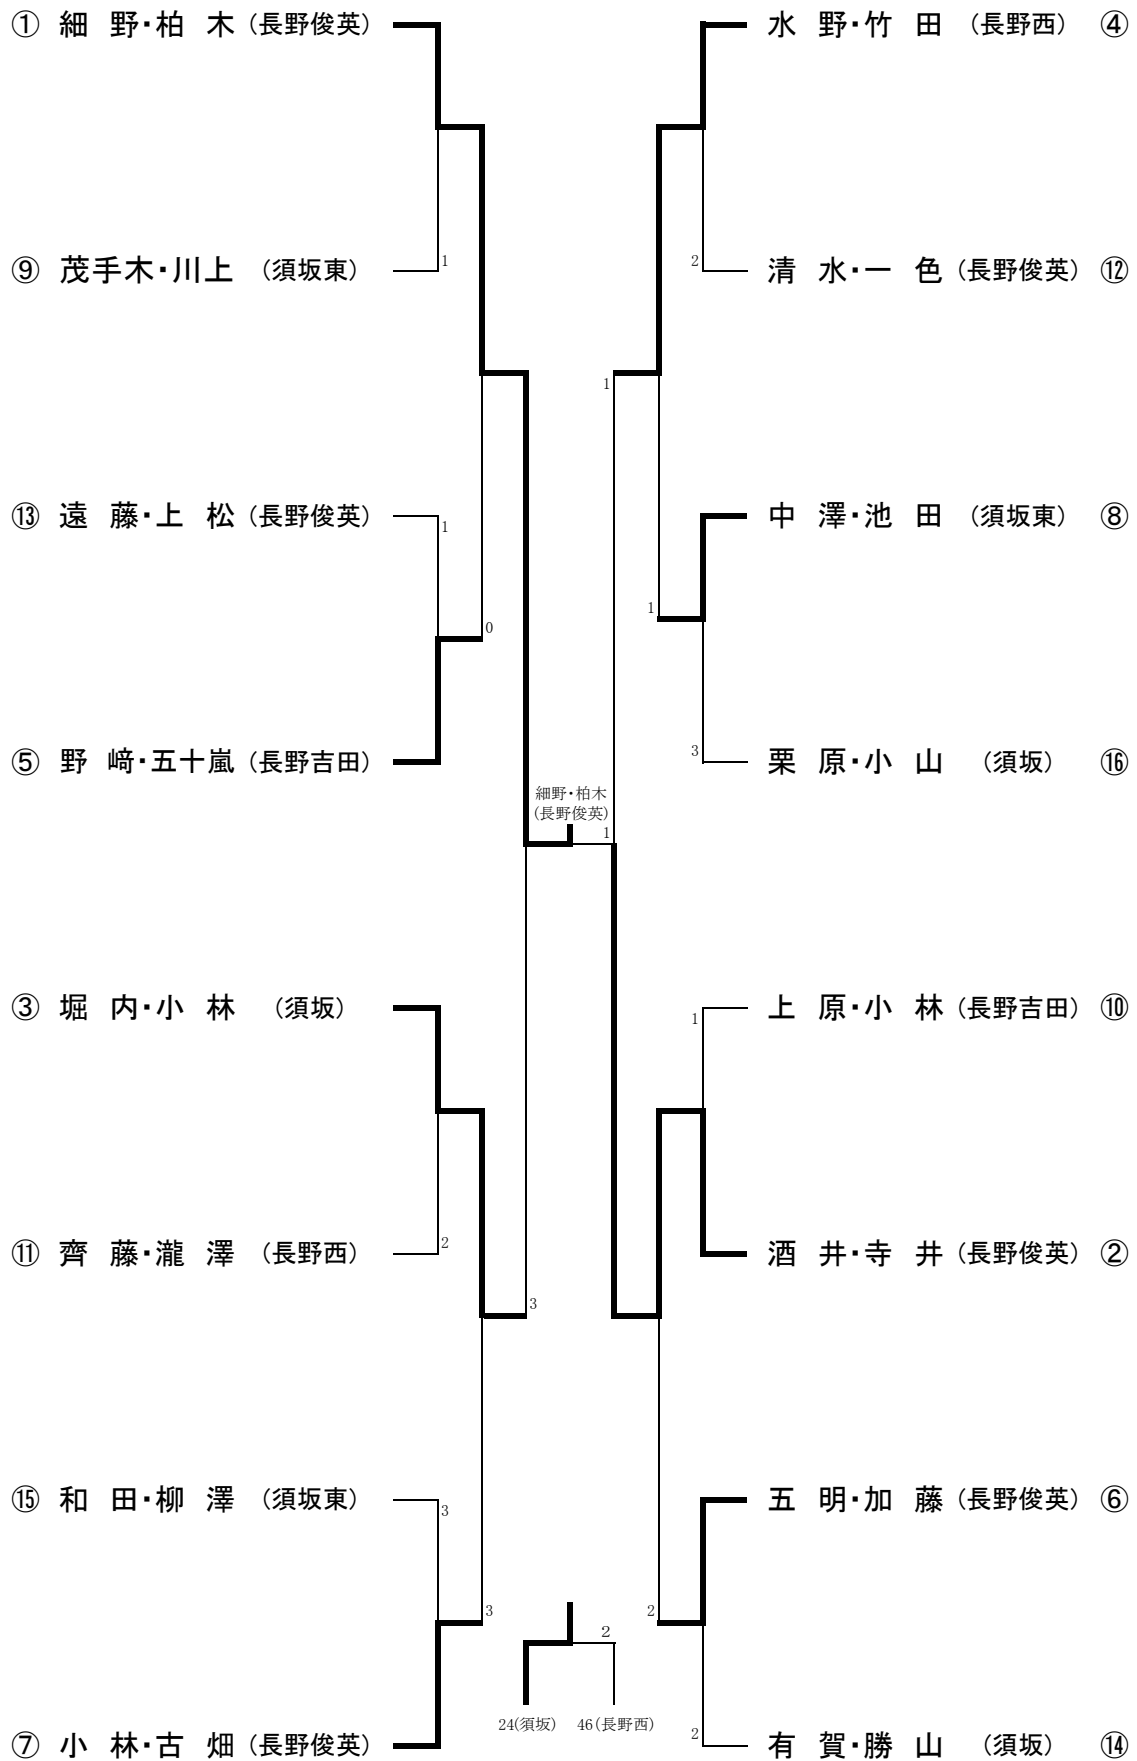 ① 細 野・柏 木 (長野俊英)
1
⑨ 茂手木・川上 (須坂東)
⑬ 遠 藤・上 松 (長野俊英)
1
0
⑤ 野 﨑・五十嵐 (長野吉田)
③ 堀 内・小 林 (須坂)
2
⑪ 齊 藤・瀧 澤 (長野西)
3
⑮ 和 田・柳 澤 (須坂東)
3
3
⑦ 小 林・古 畑 (長野俊英)
細野・柏木
(長野俊英)
1
2
24(須坂) 46(長野西)
水 野・竹 田 (長野西) ④
2
清 水・一 色 (長野俊英) ⑫
1
中 澤・池 田 (須坂東) ⑧
1
3
栗 原・小 山 (須坂) ⑯
上 原・小 林 (長野吉田) ⑩
1
酒 井・寺 井 (長野俊英) ②
五 明・加 藤 (長野俊英) ⑥
2
2
有 賀・勝 山 (須坂) ⑭